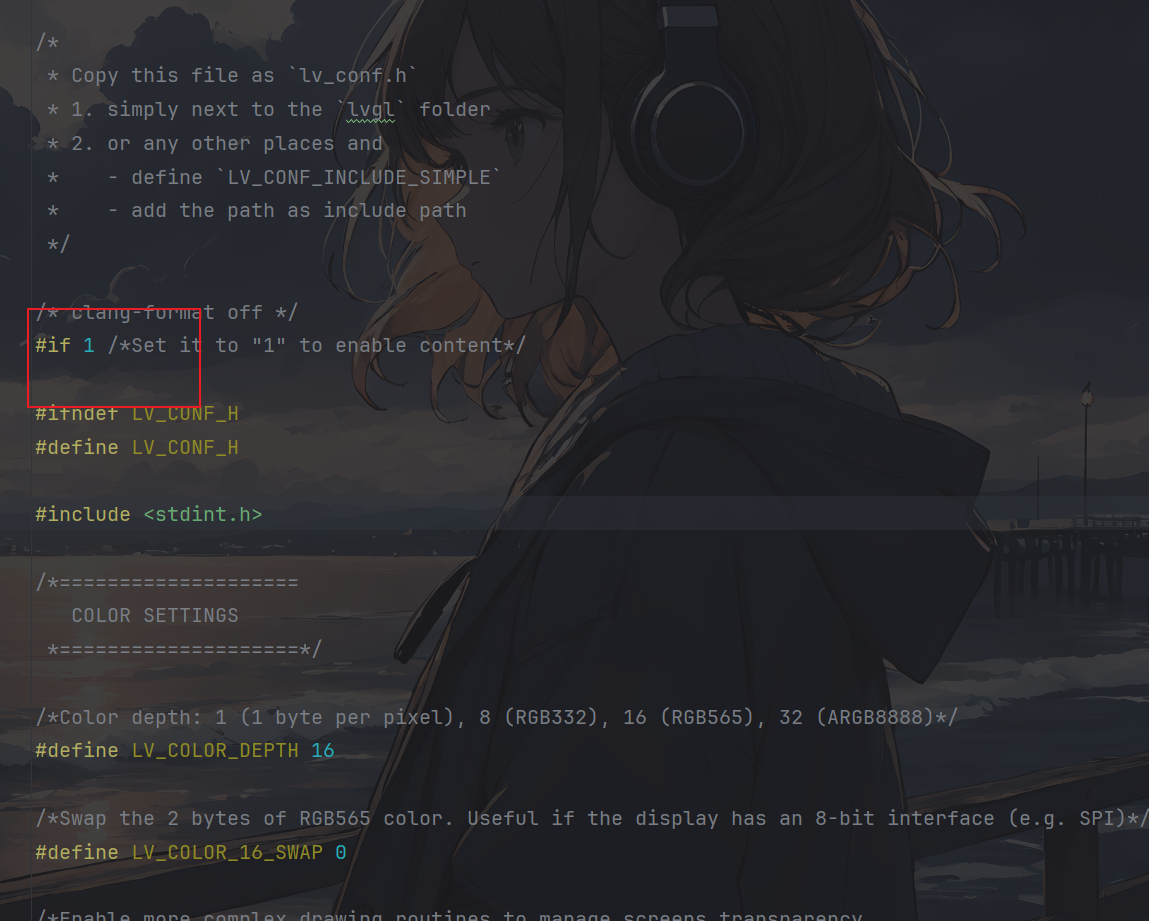 /*
 * Copy this file as `lv_conf.h`
 * 1. simply next to the `lvgl` folder
 * 2. or any other places and
 *    - define `LV_CONF_INCLUDE_SIMPLE`
 *    - add the path as include path
 */
/* clang-format off */
#if 1 /*Set it to "1" to enable content*/
#ifndef LV_CONF_H
#define LV_CONF_H
#include <stdint.h>
/*====================
   COLOR SETTINGS
 *====================*/
/*Color depth: 1 (1 byte per pixel), 8 (RGB332), 16 (RGB565), 32 (ARGB8888)*/
#define LV_COLOR_DEPTH 16
/*Swap the 2 bytes of RGB565 color. Useful if the display has an 8-bit interface (e.g. SPI)*/
#define LV_COLOR_16_SWAP 0
/*Enable more complex drawing routines to manage screens transparency